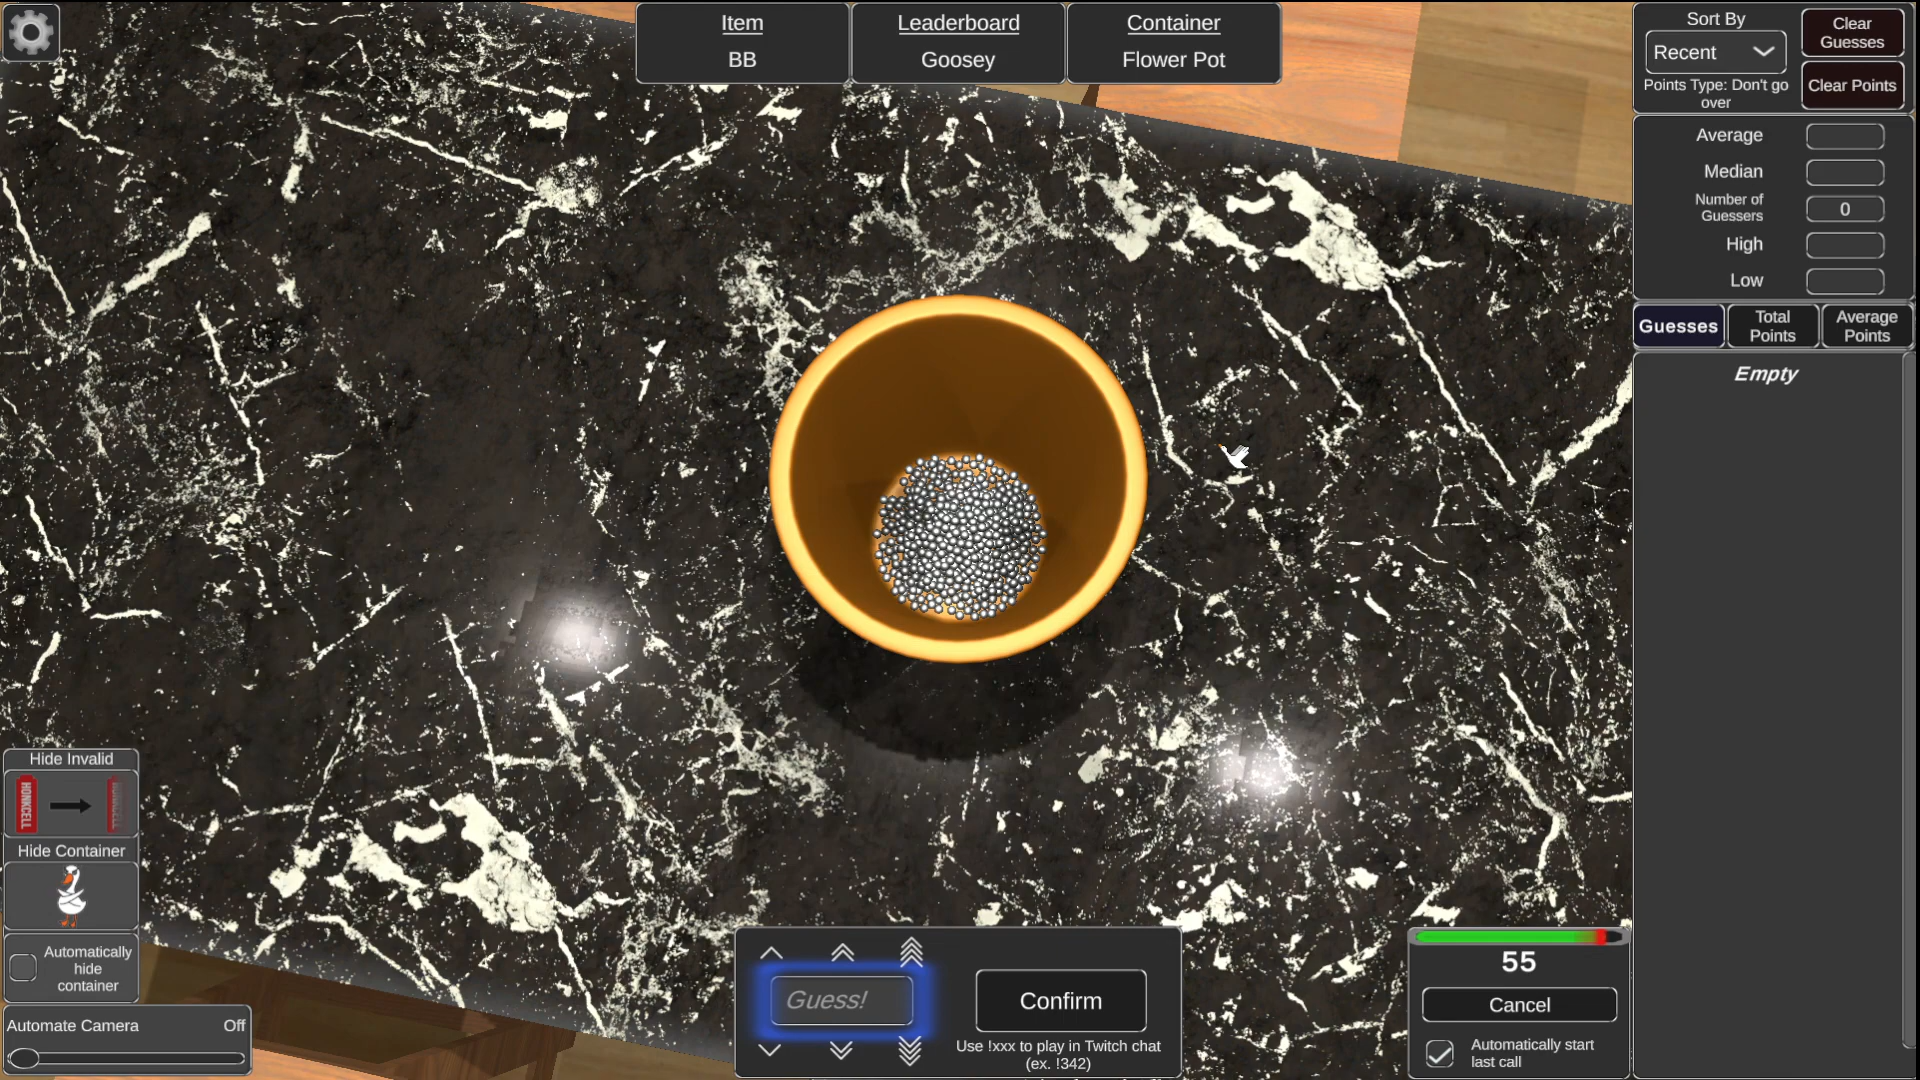 Item
BB
Leaderboard
Goosey
Container
Flower Pot
Sort By
Recent
Points Type: Don't go
over
Clear
Guesses
Clear Points
Average
Median
Number of
Guessers
0
High
Low
Guesses
Total
Points
Average
Points
Empty
Hide Invalid
HONKCELL
HONKCELL
Hide Container
Automatically
hide
container
Automate Camera
Off
Guess!
Confirm
Use !xxx to play in Twitch chat
(ex. !342)
55
Cancel
Automatically start
last call